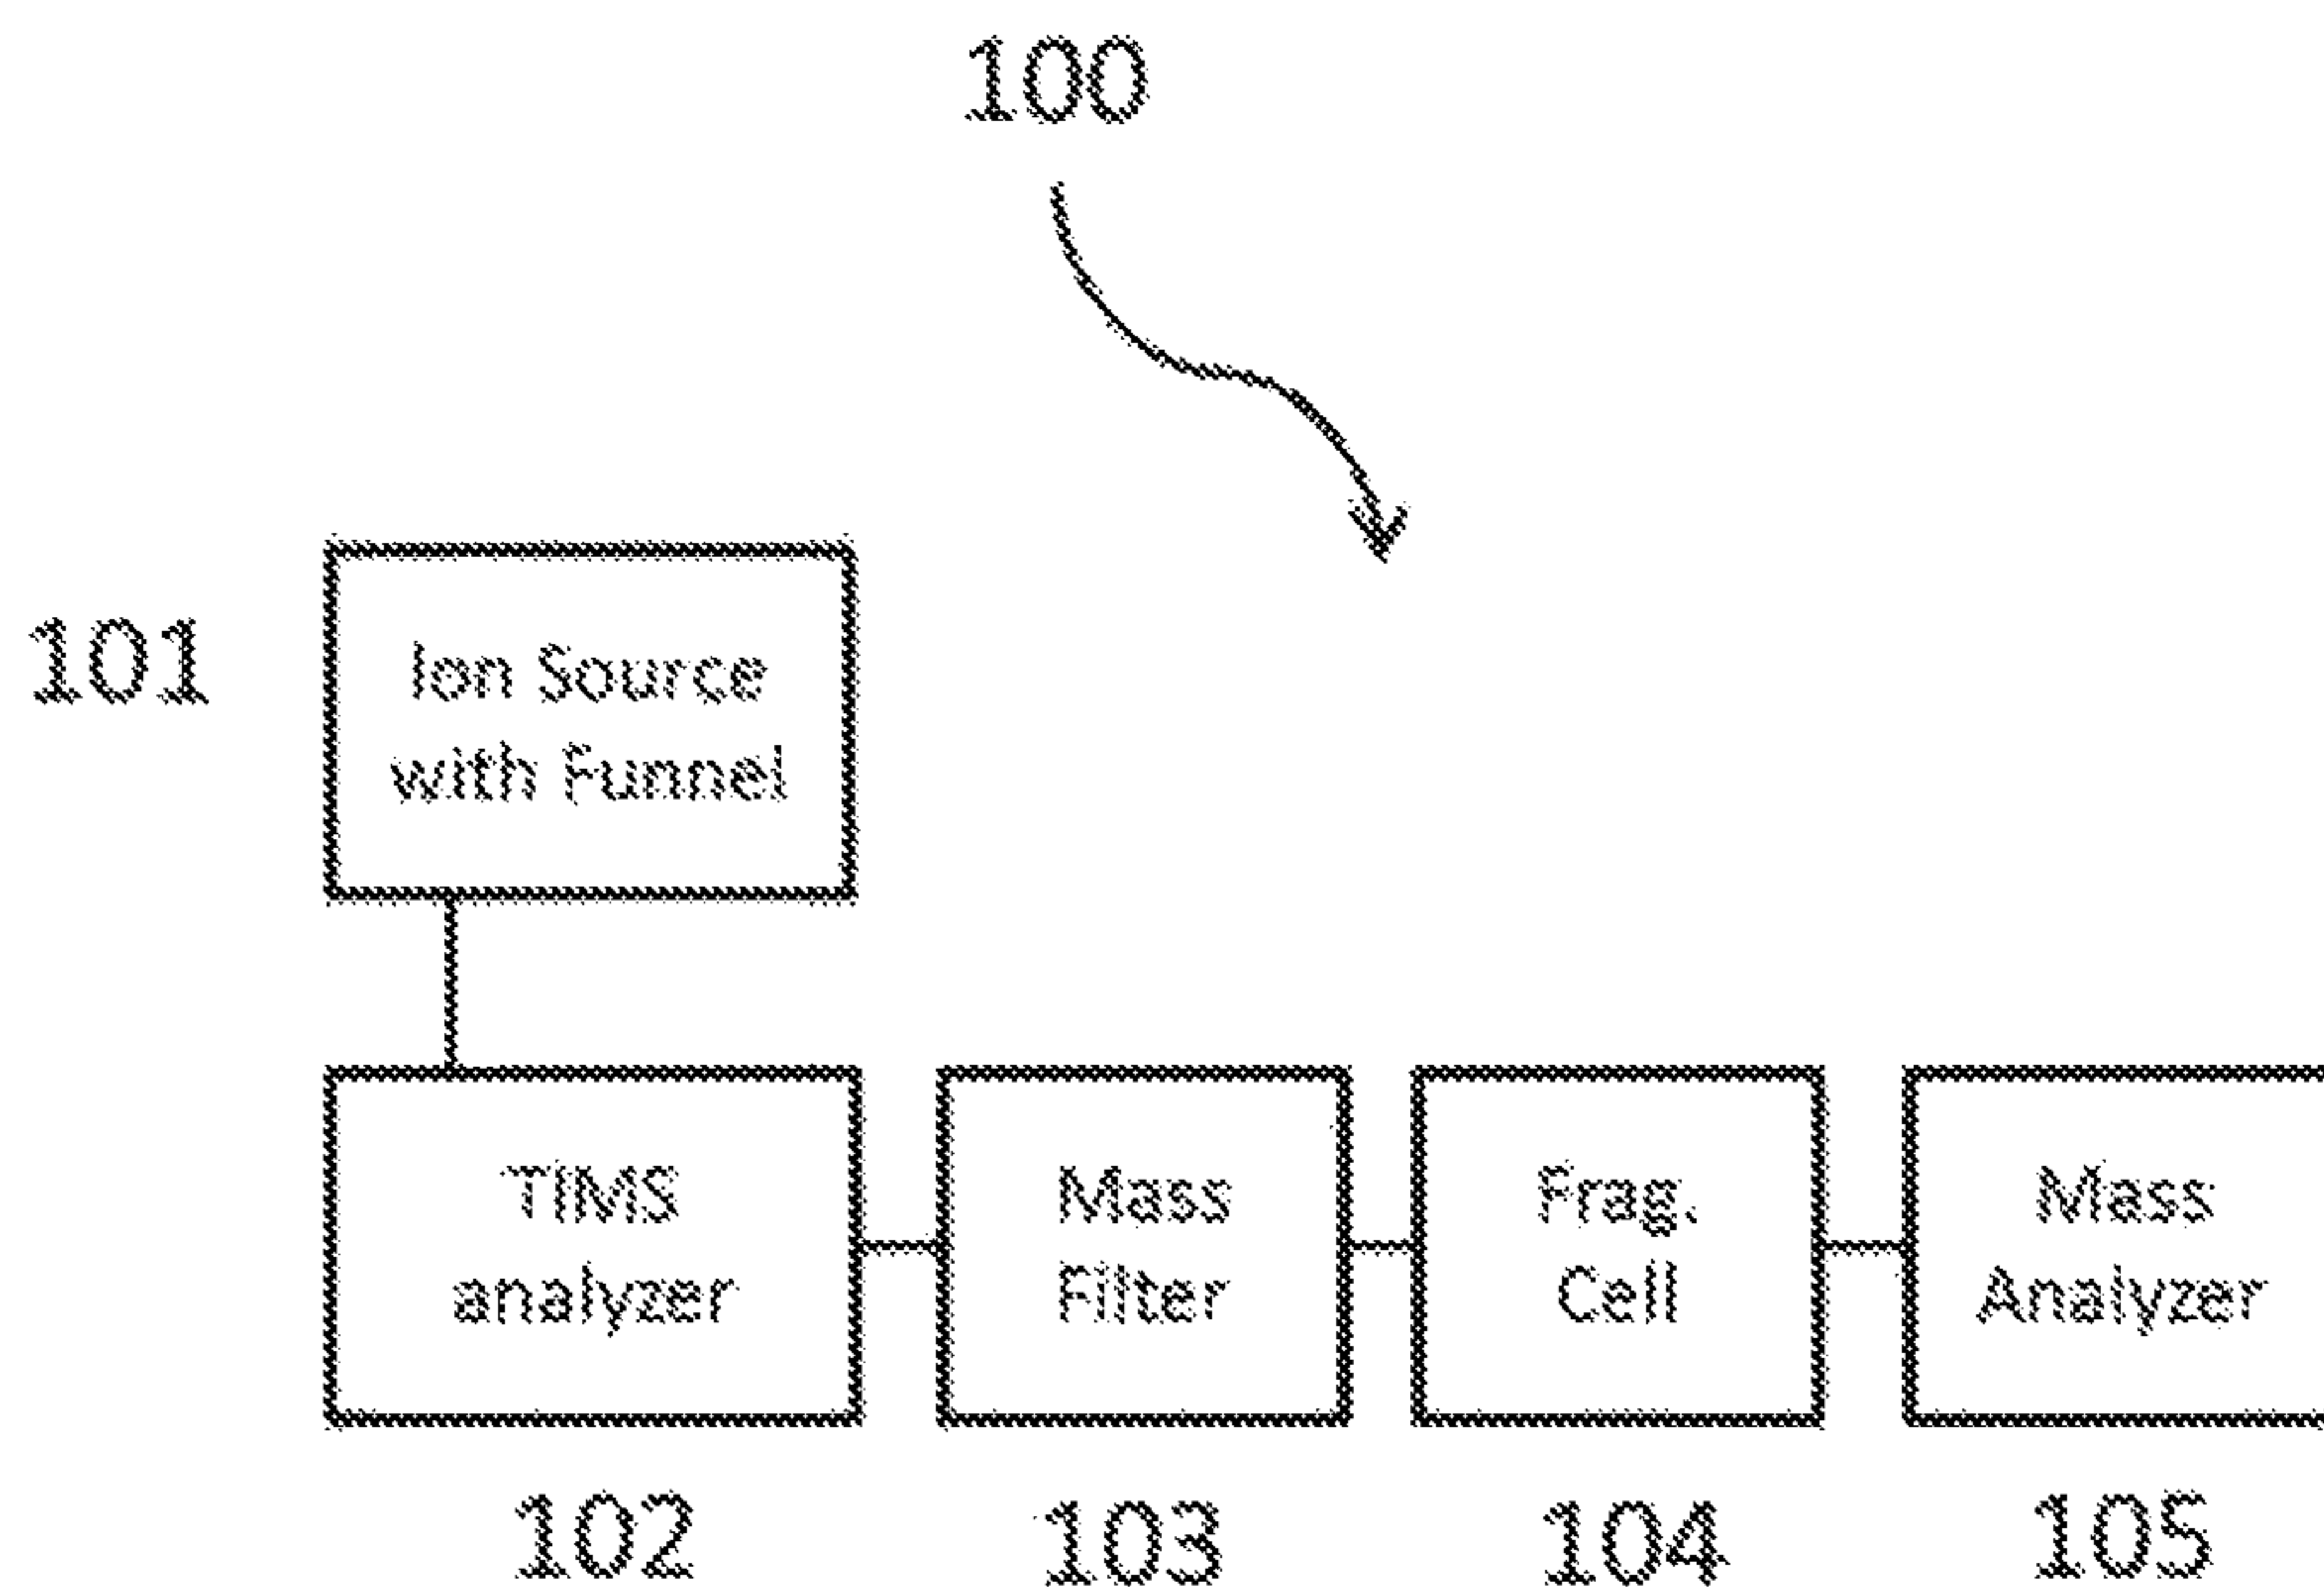 100
101
Ion Source
with Funnel
TIMS
analyzer
Mass
Filter
Frag.
Cell
Mass
Analyzer
102
103
104
105